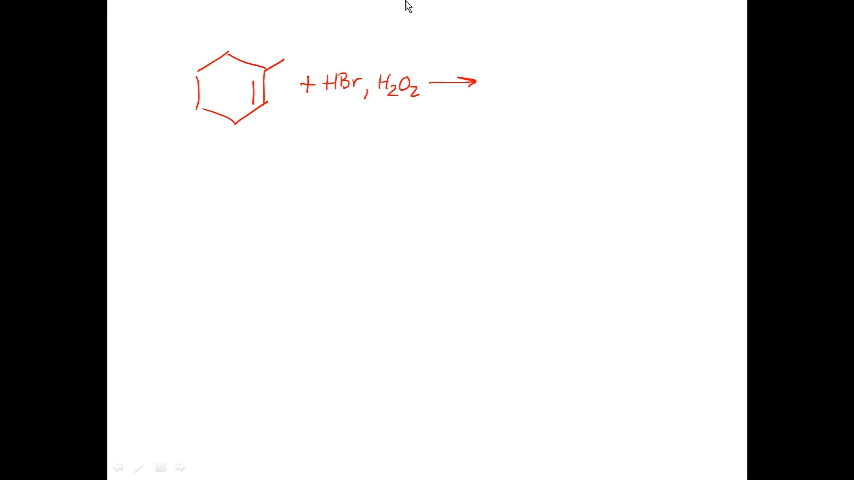 + HBr, H₂O₂ ⟶